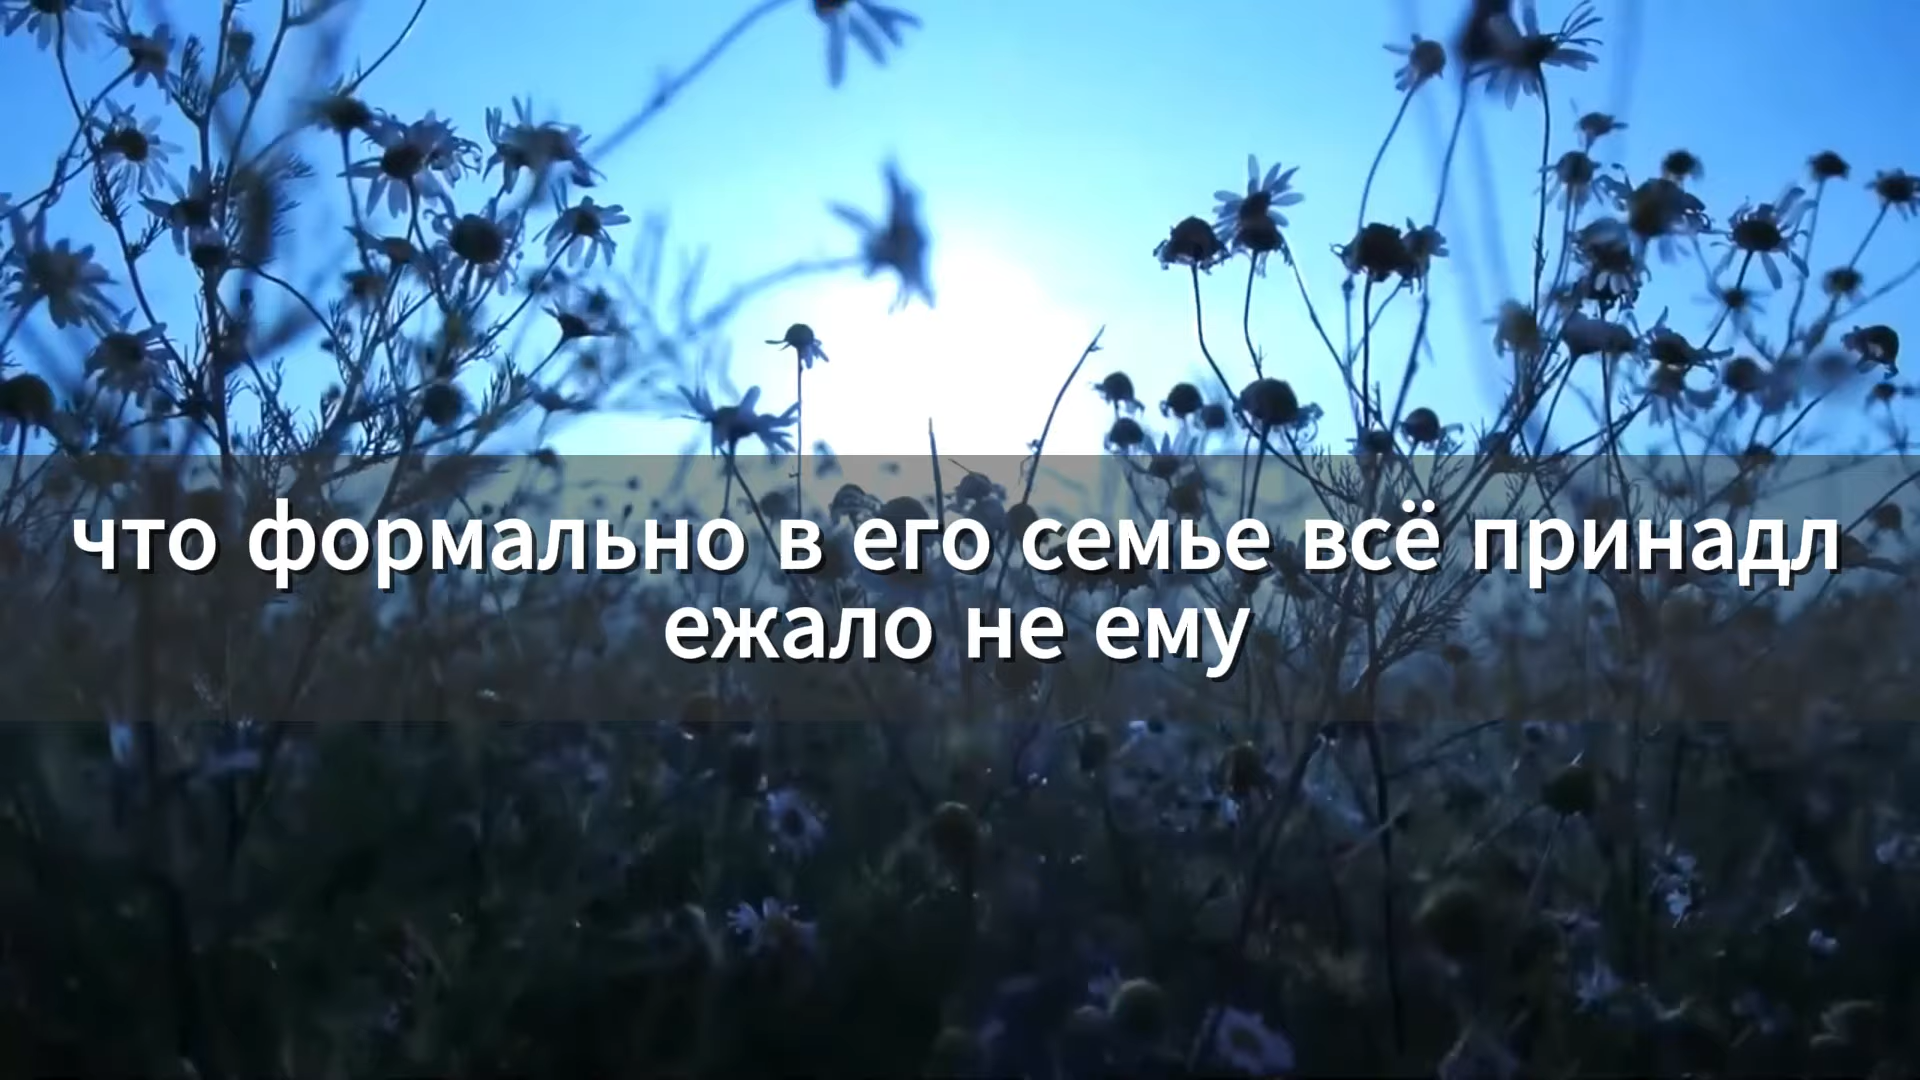 что формально в его семье всё принадл
ежало не ему